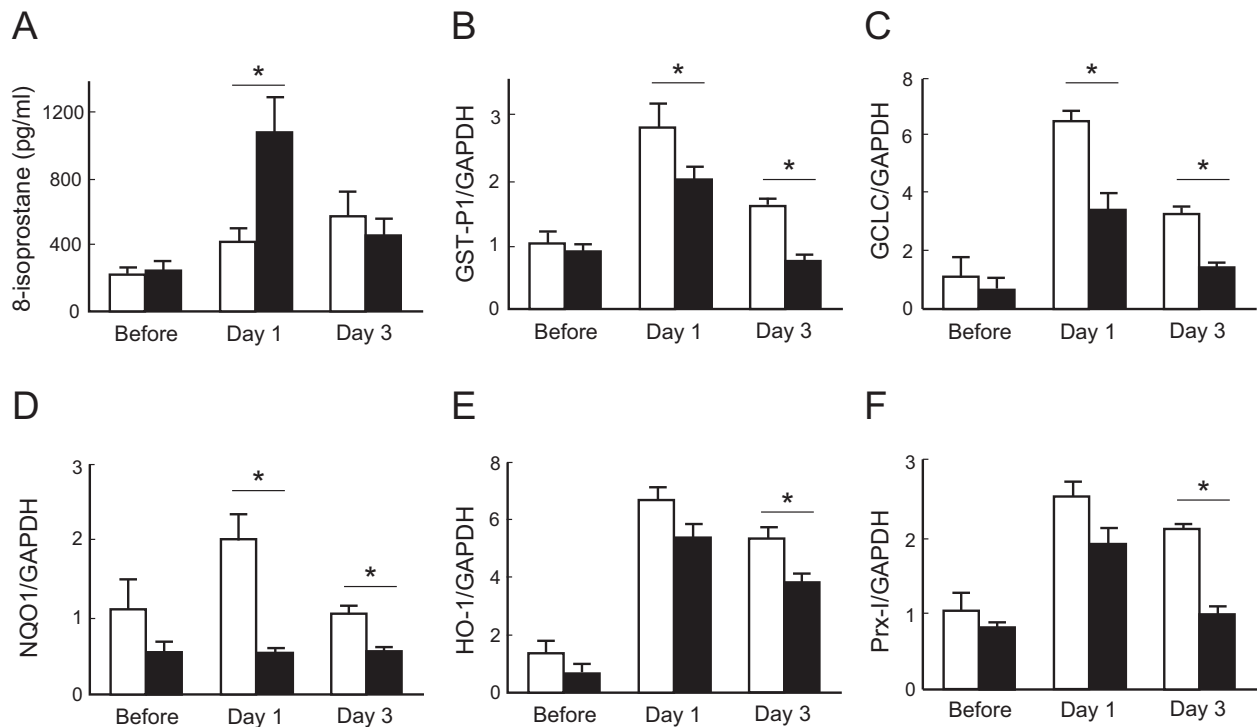 A
8-isoprostane (pg/ml)
1200
800
400
0
*
Before Day 1 Day 3
B
GST-P1/GAPDH
3
2
1
0
*
*
Before Day 1 Day 3
C
GCLC/GAPDH
8
6
4
2
0
*
*
Before Day 1 Day 3
D
NQO1/GAPDH
3
2
1
0
*
*
Before Day 1 Day 3
E
HO-1/GAPDH
8
6
4
2
0
*
Before Day 1 Day 3
F
Prx-I/GAPDH
3
2
1
0
*
Before Day 1 Day 3